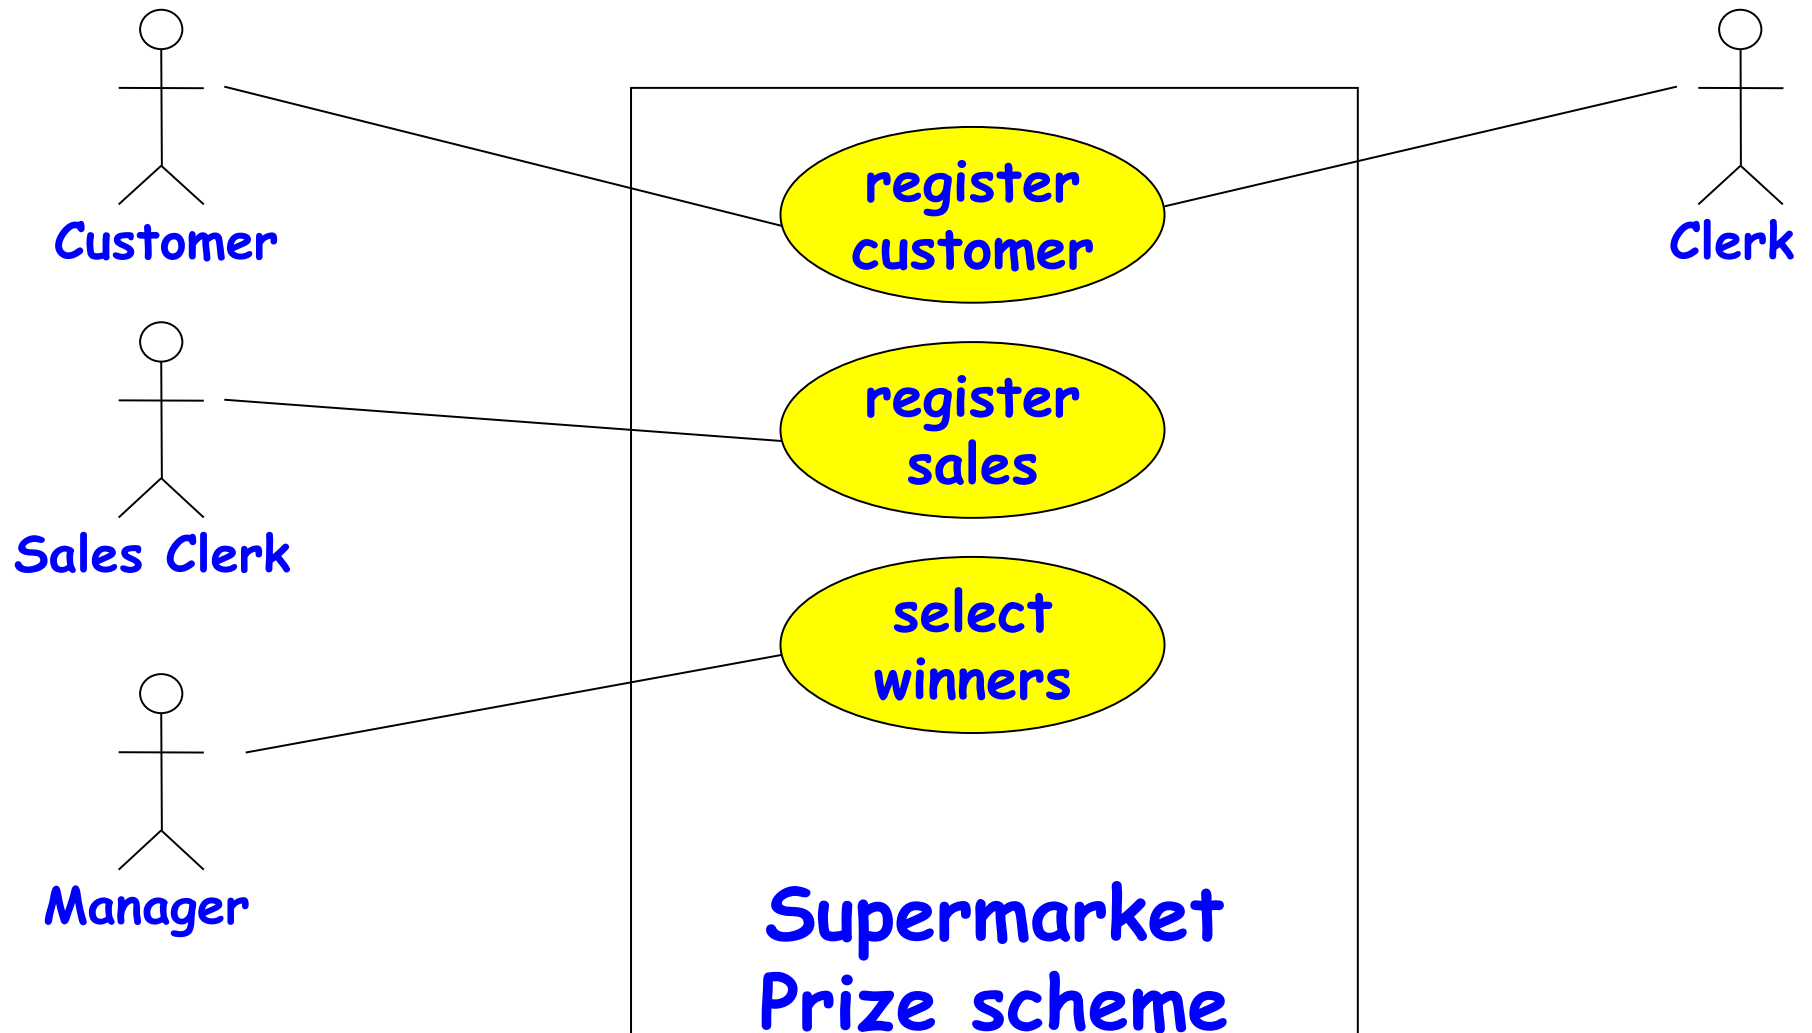 register
customer
Customer
Clerk
register
sales
Sales Clerk
select
winners
Manager
Supermarket
Prize scheme